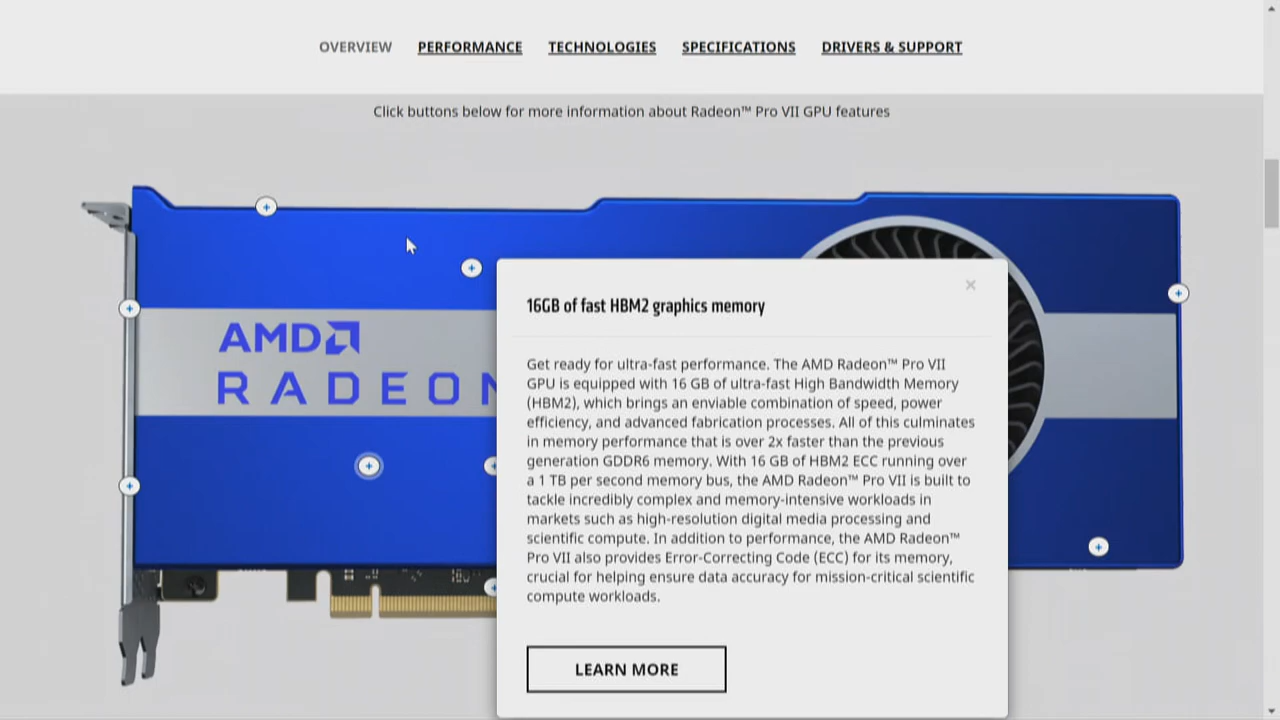 OVERVIEW PERFORMANCE TECHNOLOGIES SPECIFICATIONS DRIVERS & SUPPORT
Click buttons below for more information about Radeon™ Pro VII GPU features
AMD
RADEON
16GB of fast HBM2 graphics memory
Get ready for ultra-fast performance. The AMD Radeon™ Pro VII
GPU is equipped with 16 GB of ultra-fast High Bandwidth Memory
(HBM2), which brings an enviable combination of speed, power
efficiency, and advanced fabrication processes. All of this culminates
in memory performance that is over 2x faster than the previous
generation GDDR6 memory. With 16 GB of HBM2 ECC running over
a 1 TB per second memory bus, the AMD Radeon™ Pro VII is built to
tackle incredibly complex and memory-intensive workloads in
markets such as high-resolution digital media processing and
scientific compute. In addition to performance, the AMD Radeon™
Pro VII also provides Error-Correcting Code (ECC) for its memory,
crucial for helping ensure data accuracy for mission-critical scientific
compute workloads.
LEARN MORE